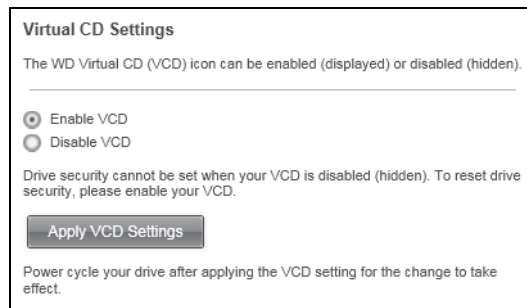 Virtual CD Settings
The WD Virtual CD (VCD) icon can be enabled (displayed) or disabled (hidden).
Enable VCD
Disable VCD
Drive security cannot be set when your VCD is disabled (hidden). To reset drive
security, please enable your VCD.
Apply VCD Settings
Power cycle your drive after applying the VCD setting for the change to take
effect.